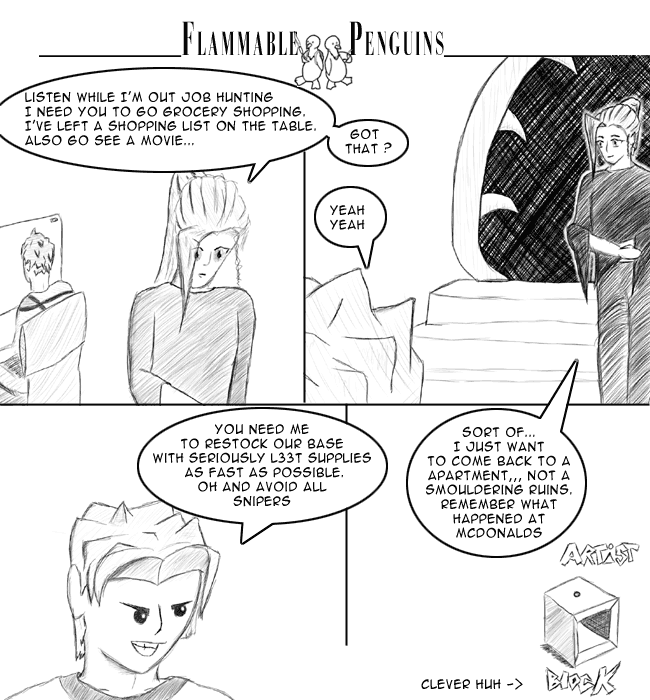 FLAMMABLE PENGUINS
LISTEN WHILE I'M OUT JOB HUNTING
I NEED YOU TO GO GROCERY SHOPPING.
I'VE LEFT A SHOPPING LIST ON THE TABLE.
ALSO GO SEE A MOVIE...
GOT
THAT ?
YEAH
YEAH
YOU NEED ME
TO RESTOCK OUR BASE
WITH SERIOUSLY L33T SUPPLIES
AS FAST AS POSSIBLE.
OH AND AVOID ALL
SNIPERS
SORT OF...
I JUST WANT
TO COME BACK TO A
APARTMENT,,, NOT A
SMOULDERING RUINS.
REMEMBER WHAT
HAPPENED AT
MCDONALDS
ARTIST
BLOCK
CLEVER HUH ->